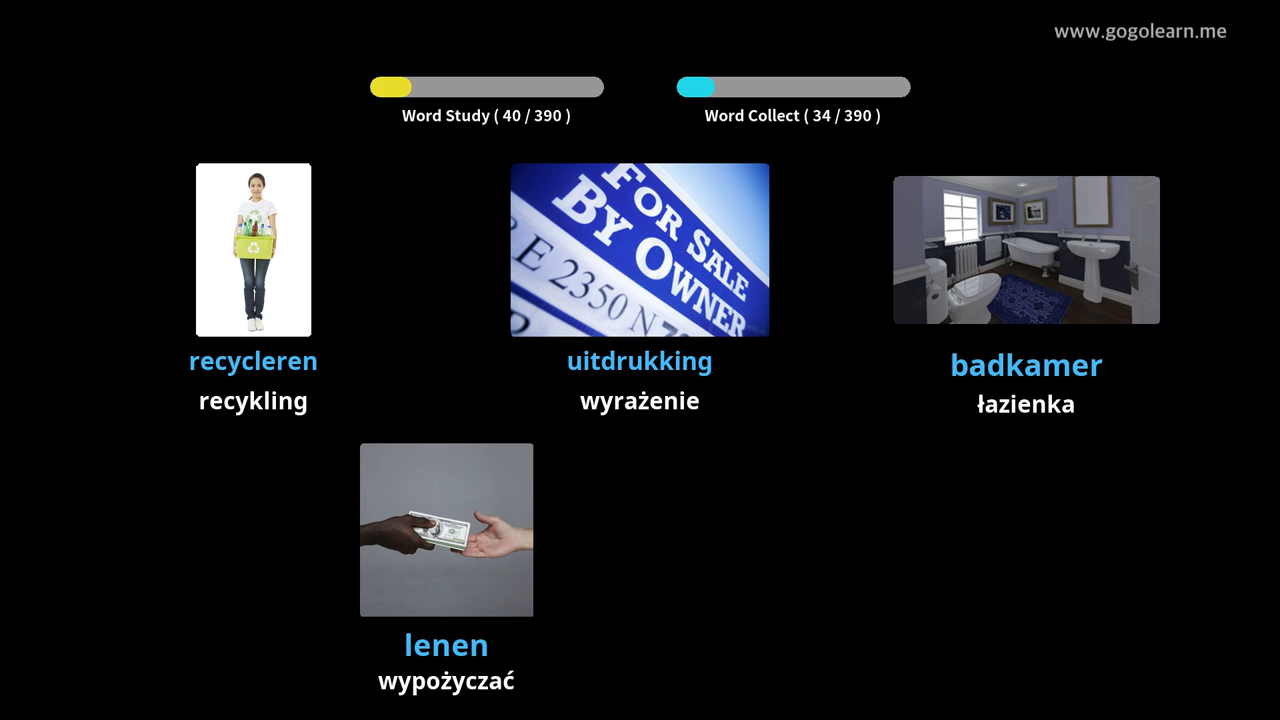 www.gogolearn.me
Word Study ( 40 / 390 )
Word Collect ( 34 / 390 )
FOR SALE
BY OWNER
E 2350 N
recycleren
uitdrukking
badkamer
recykling
wyrażenie
łazienka
lenen
wypożyczać